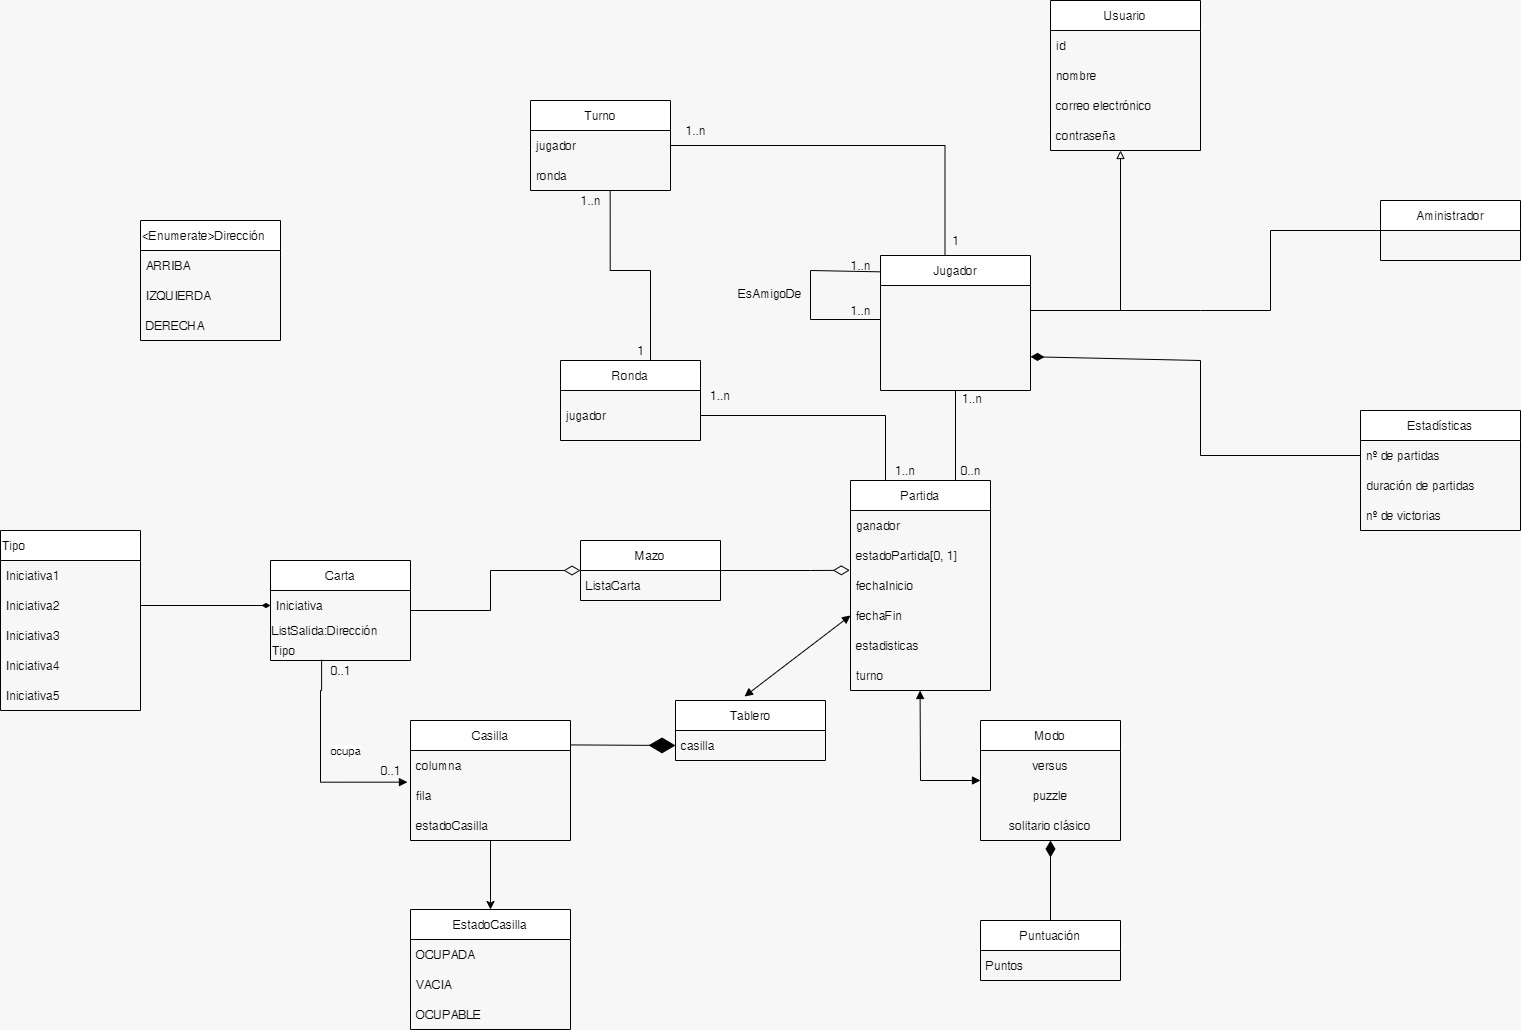 Usuario
id
nombre
correo electrónico
contraseña
Turno
jugador
ronda
1..n
1..n
1
Aministrador
<Enumerate>Dirección
ARRIBA
IZQUIERDA
DERECHA
Jugador
1..n
EsAmigoDe
1..n
1
Ronda
jugador
1..n
1..n
1..n
0..n
Estadísticas
nº de partidas
duración de partidas
nº de victorias
Partida
ganador
estadoPartida[0, 1]
fechaInicio
fechaFin
estadisticas
turno
Tipo
Iniciativa1
Iniciativa2
Iniciativa3
Iniciativa4
Iniciativa5
Carta
Iniciativa
ListSalida:Dirección
Tipo
Mazo
ListaCarta
0..1
ocupa
0..1
Casilla
columna
fila
estadoCasilla
Tablero
casilla
Modo
versus
puzzle
solitario clásico
EstadoCasilla
OCUPADA
VACIA
OCUPABLE
Puntuación
Puntos